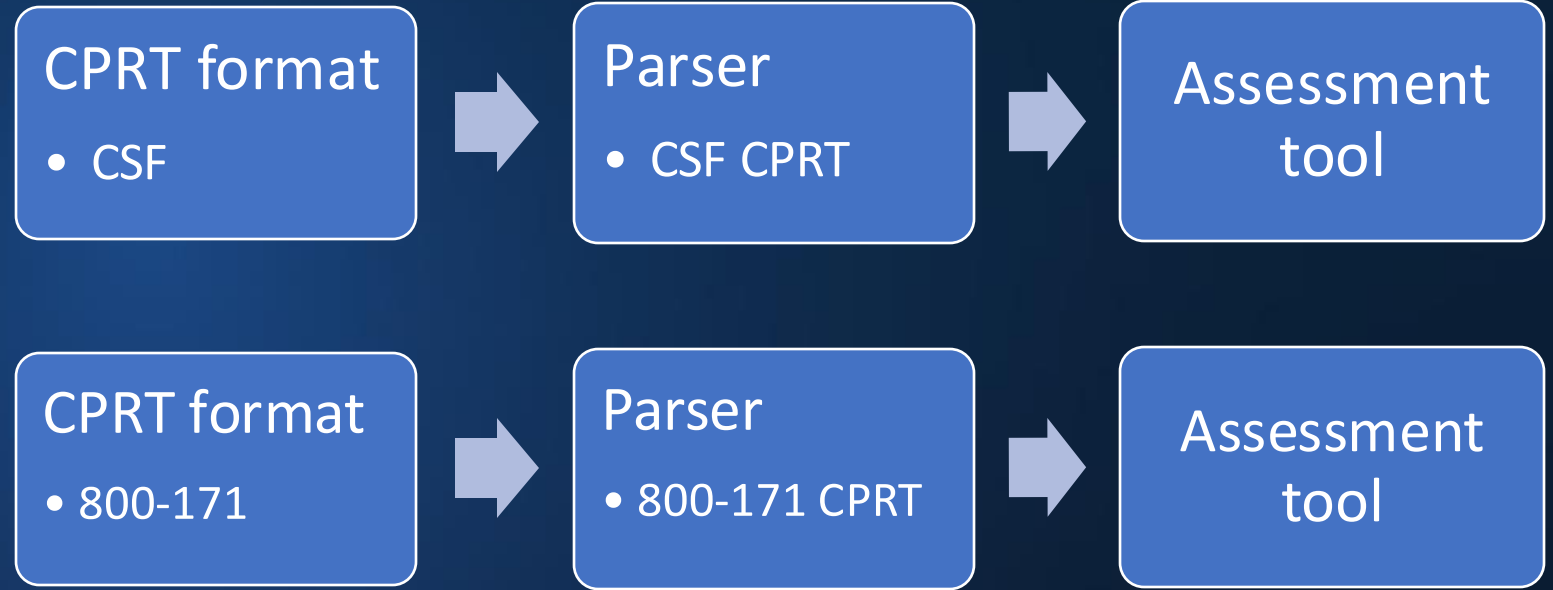 CPRT format
• CSF
Parser
• CSF CPRT
Assessment
tool
CPRT format
• 800-171
Parser
• 800-171 CPRT
Assessment
tool